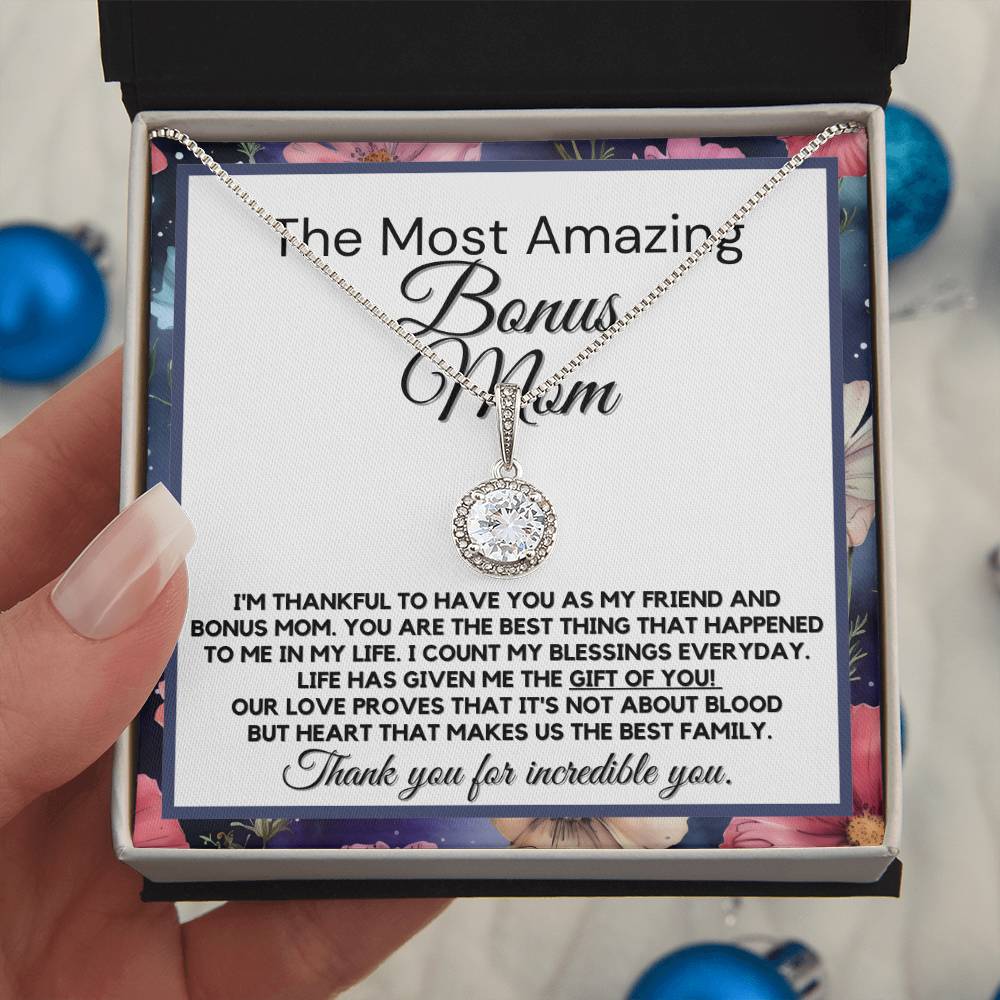 The Most Amazing
Bonus
Mom
I'M THANKFUL TO HAVE YOU AS MY FRIEND AND
BONUS MOM. YOU ARE THE BEST THING THAT HAPPENED
TO ME IN MY LIFE. I COUNT MY BLESSINGS EVERYDAY.
LIFE HAS GIVEN ME THE GIFT OF YOU!
OUR LOVE PROVES THAT IT'S NOT ABOUT BLOOD
BUT HEART THAT MAKES US THE BEST FAMILY.
Thank you for incredible you.